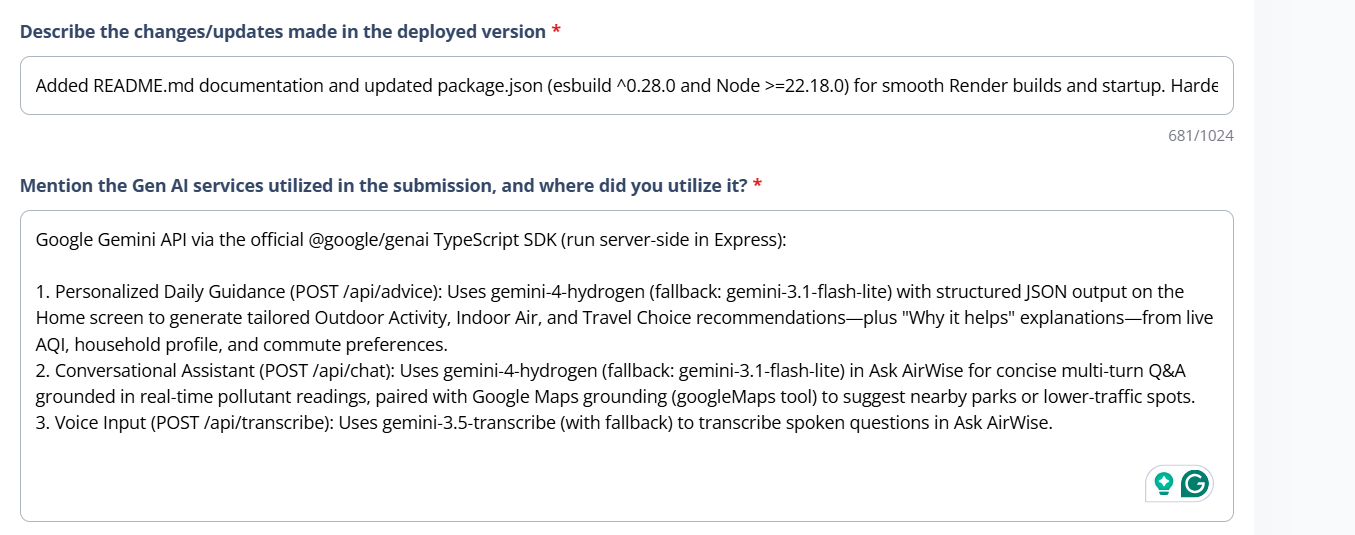 Describe the changes/updates made in the deployed version *
Added README.md documentation and updated package.json (esbuild ^0.28.0 and Node >=22.18.0) for smooth Render builds and startup. Harde
681/1024
Mention the Gen AI services utilized in the submission, and where did you utilize it? *
Google Gemini API via the official @google/genai TypeScript SDK (run server-side in Express):
1. Personalized Daily Guidance (POST /api/advice): Uses gemini-4-hydrogen (fallback: gemini-3.1-flash-lite) with structured JSON output on the
Home screen to generate tailored Outdoor Activity, Indoor Air, and Travel Choice recommendations—plus "Why it helps" explanations—from live
AQI, household profile, and commute preferences.
2. Conversational Assistant (POST /api/chat): Uses gemini-4-hydrogen (fallback: gemini-3.1-flash-lite) in Ask AirWise for concise multi-turn Q&A
grounded in real-time pollutant readings, paired with Google Maps grounding (googleMaps tool) to suggest nearby parks or lower-traffic spots.
3. Voice Input (POST /api/transcribe): Uses gemini-3.5-transcribe (with fallback) to transcribe spoken questions in Ask AirWise.